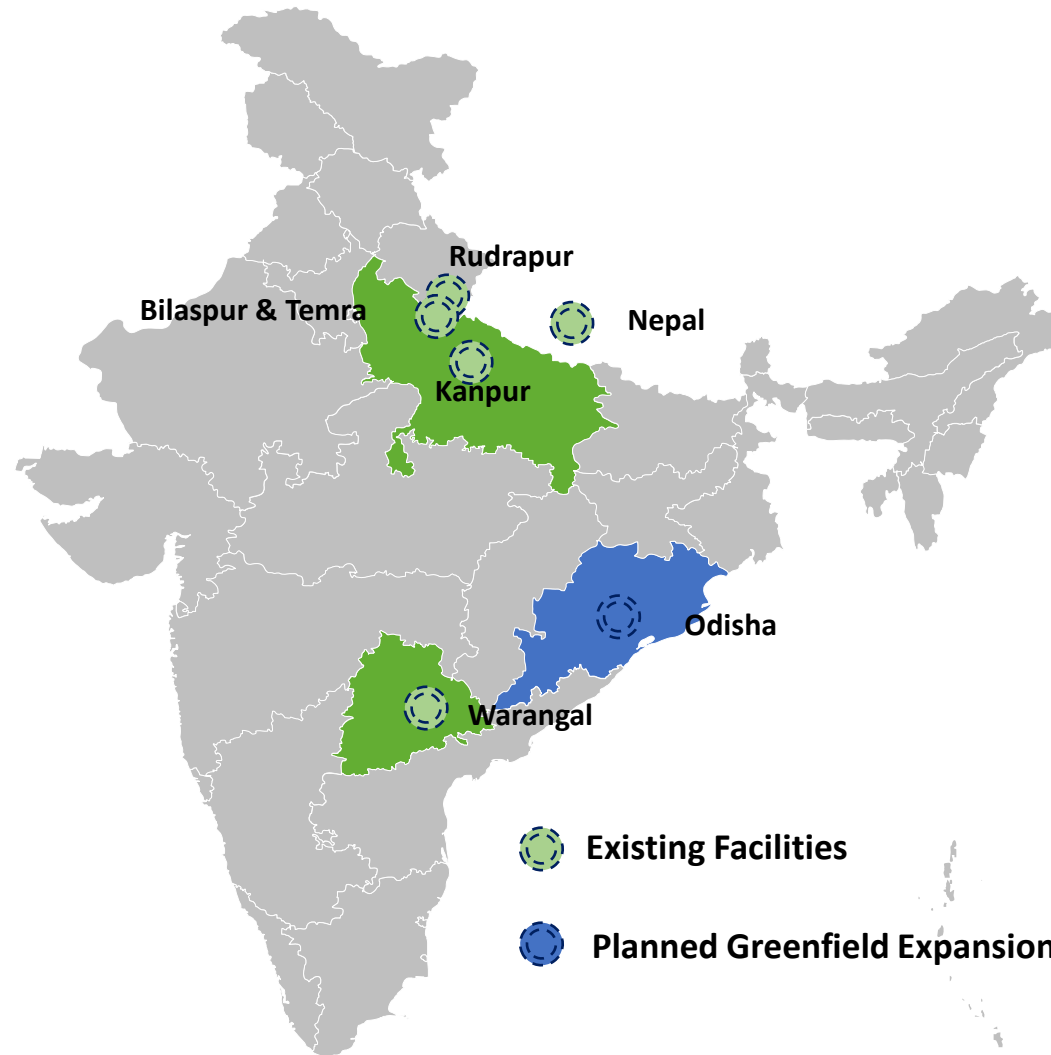 Rudrapur
Bilaspur & Temra
Nepal
Kanpur
Odisha
Warangal
Existing Facilities
Planned Greenfield Expansion